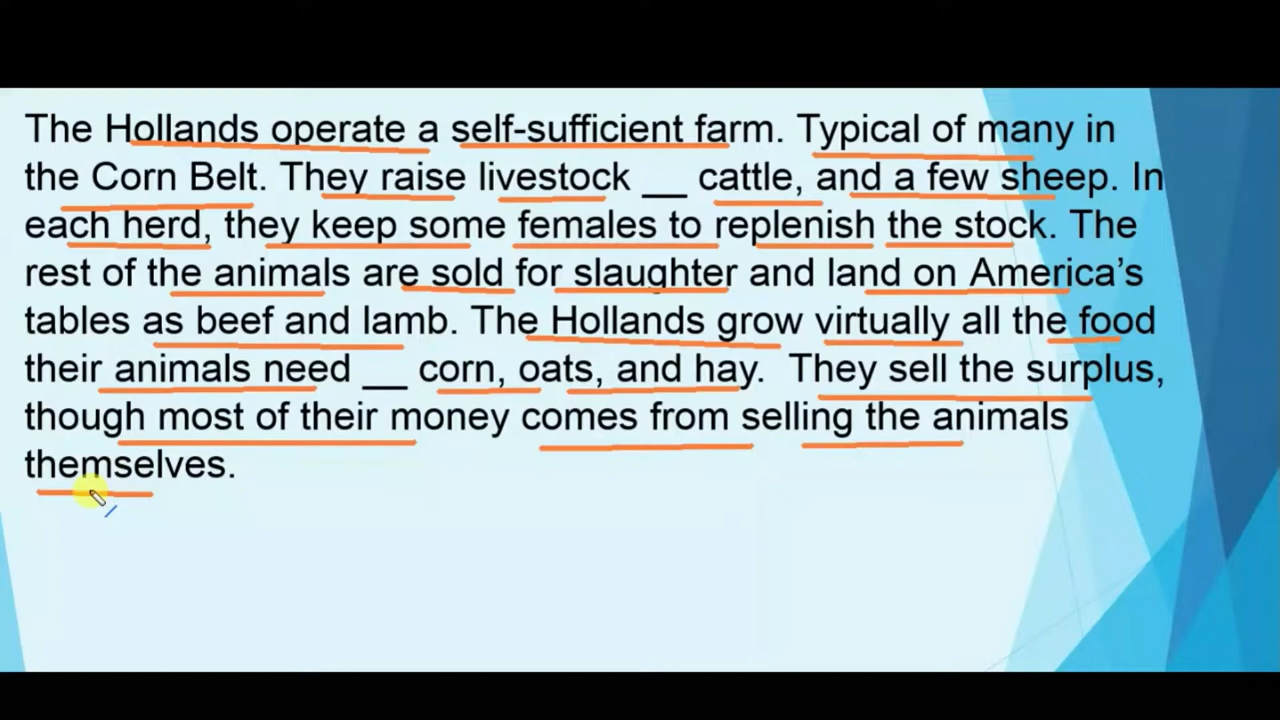 The Hollands operate a self-sufficient farm. Typical of many in
the Corn Belt. They raise livestock __ cattle, and a few sheep. In
each herd, they keep some females to replenish the stock. The
rest of the animals are sold for slaughter and land on America’s
tables as beef and lamb. The Hollands grow virtually all the food
their animals need __ corn, oats, and hay.  They sell the surplus,
though most of their money comes from selling the animals
themselves.